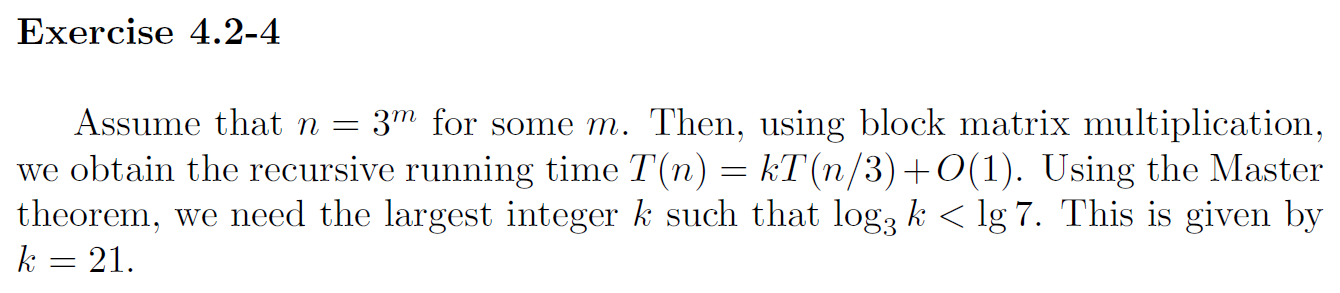 Exercise 4.2-4
Assume that n = 3^m for some m. Then, using block matrix multiplication,
we obtain the recursive running time T(n) = kT(n/3) + O(1). Using the Master
theorem, we need the largest integer k such that log_3 k < lg 7. This is given by
k = 21.